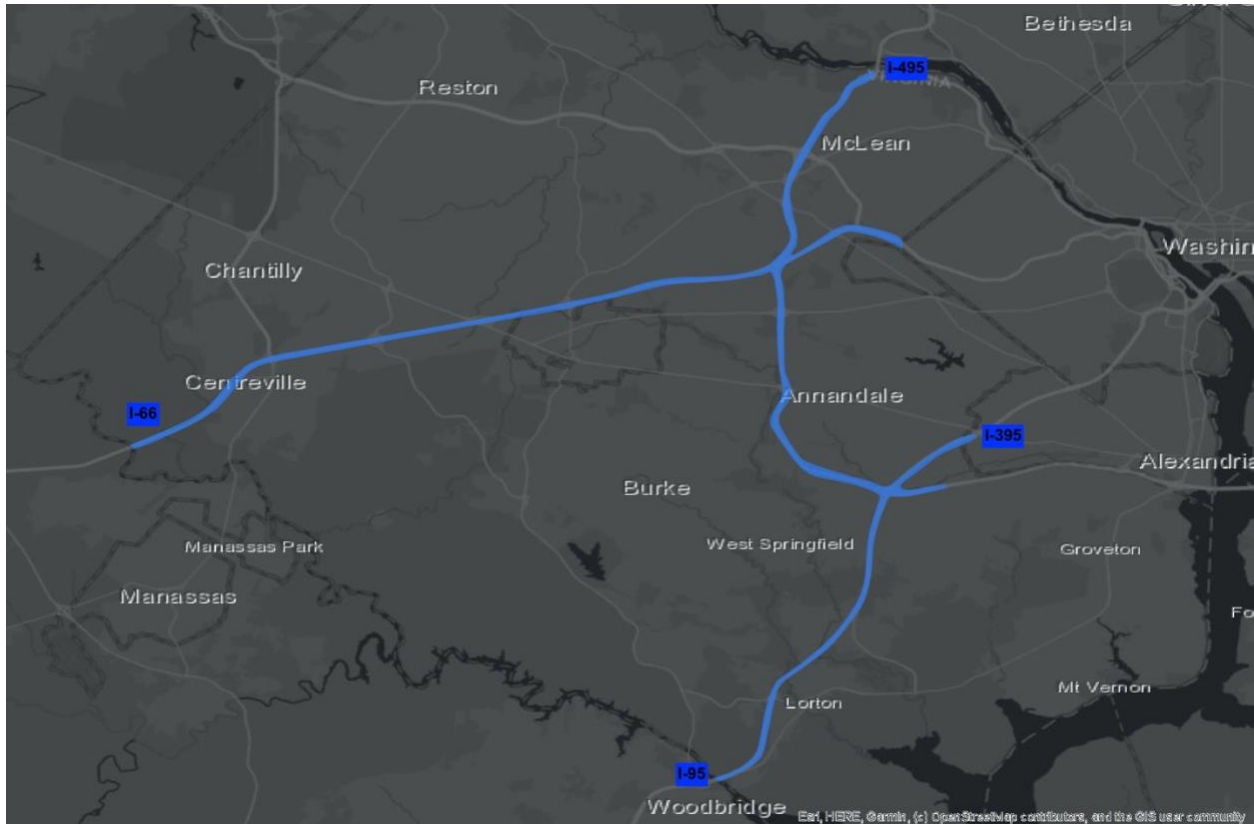 Bethesda
I-495
VIRGINIA
Reston
McLean
Washin
Chantilly
Centreville
Annandale
I-66
I-395
Alexandria
Burke
West Springfield
Groveton
Manassas Park
Manassas
Fo
Mt Vernon
Lorton
I-95
Woodbridge
Esri, HERE, Garmin, (c) OpenStreetMap contributors, and the GIS user community